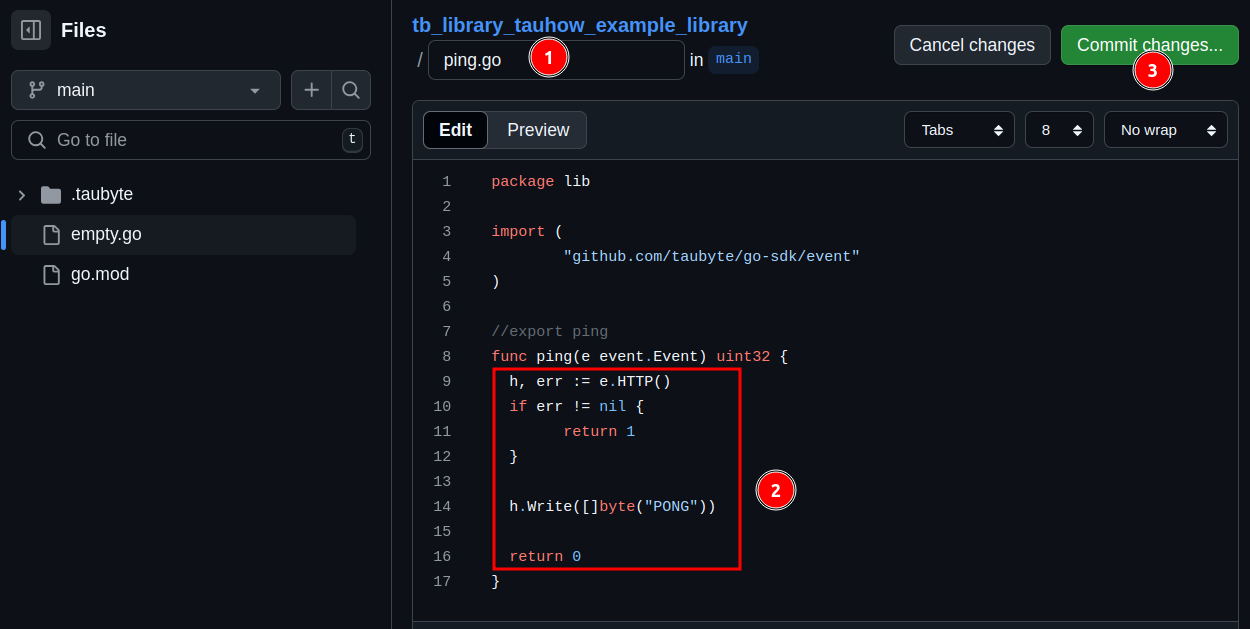 Files
main
Go to file t
.taubyte
empty.go
go.mod
tb_library_tauhow_example_library
/ ping.go in main
1
Cancel changes
Commit changes...
3
Edit Preview
Tabs 8 No wrap
1 package lib
2
3 import (
4 "github.com/taubyte/go-sdk/event"
5 )
6
7 //export ping
8 func ping(e event.Event) uint32 {
9 h, err := e.HTTP()
10 if err != nil {
11 return 1
12 }
13
14 h.Write([]byte("PONG"))
15
16 return 0
17 }
2